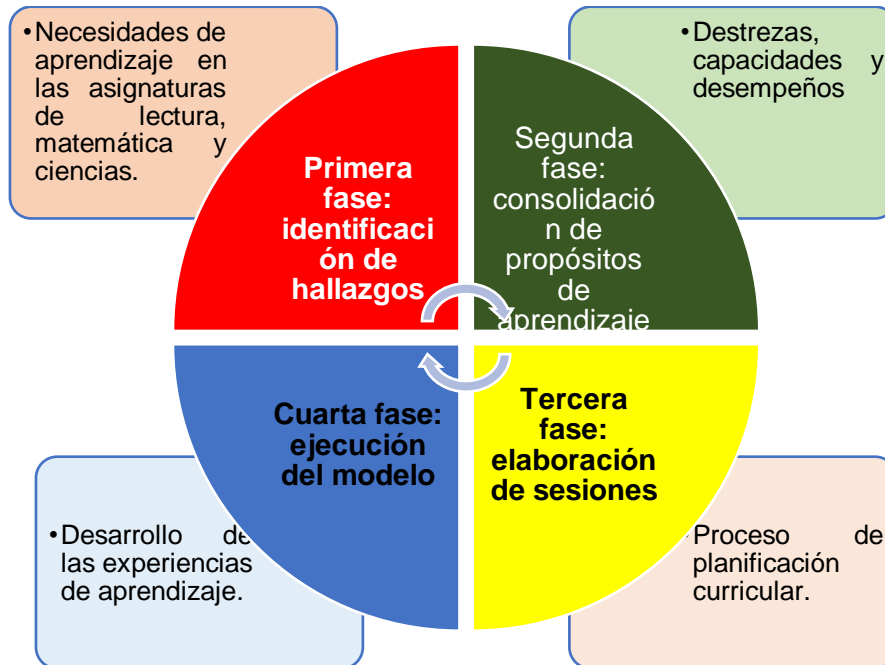 •Necesidades de
aprendizaje en
las asignaturas
de lectura,
matemática y
ciencias.
•Destrezas,
capacidades y
desempeños
Primera
fase:
identificaci
ón de
hallazgos
Segunda
fase:
consolidació
n de
propósitos
de
aprendizaje
Cuarta fase:
ejecución
del modelo
Tercera
fase:
elaboración
de sesiones
•Desarrollo de
las experiencias
de aprendizaje.
•Proceso de
planificación
curricular.